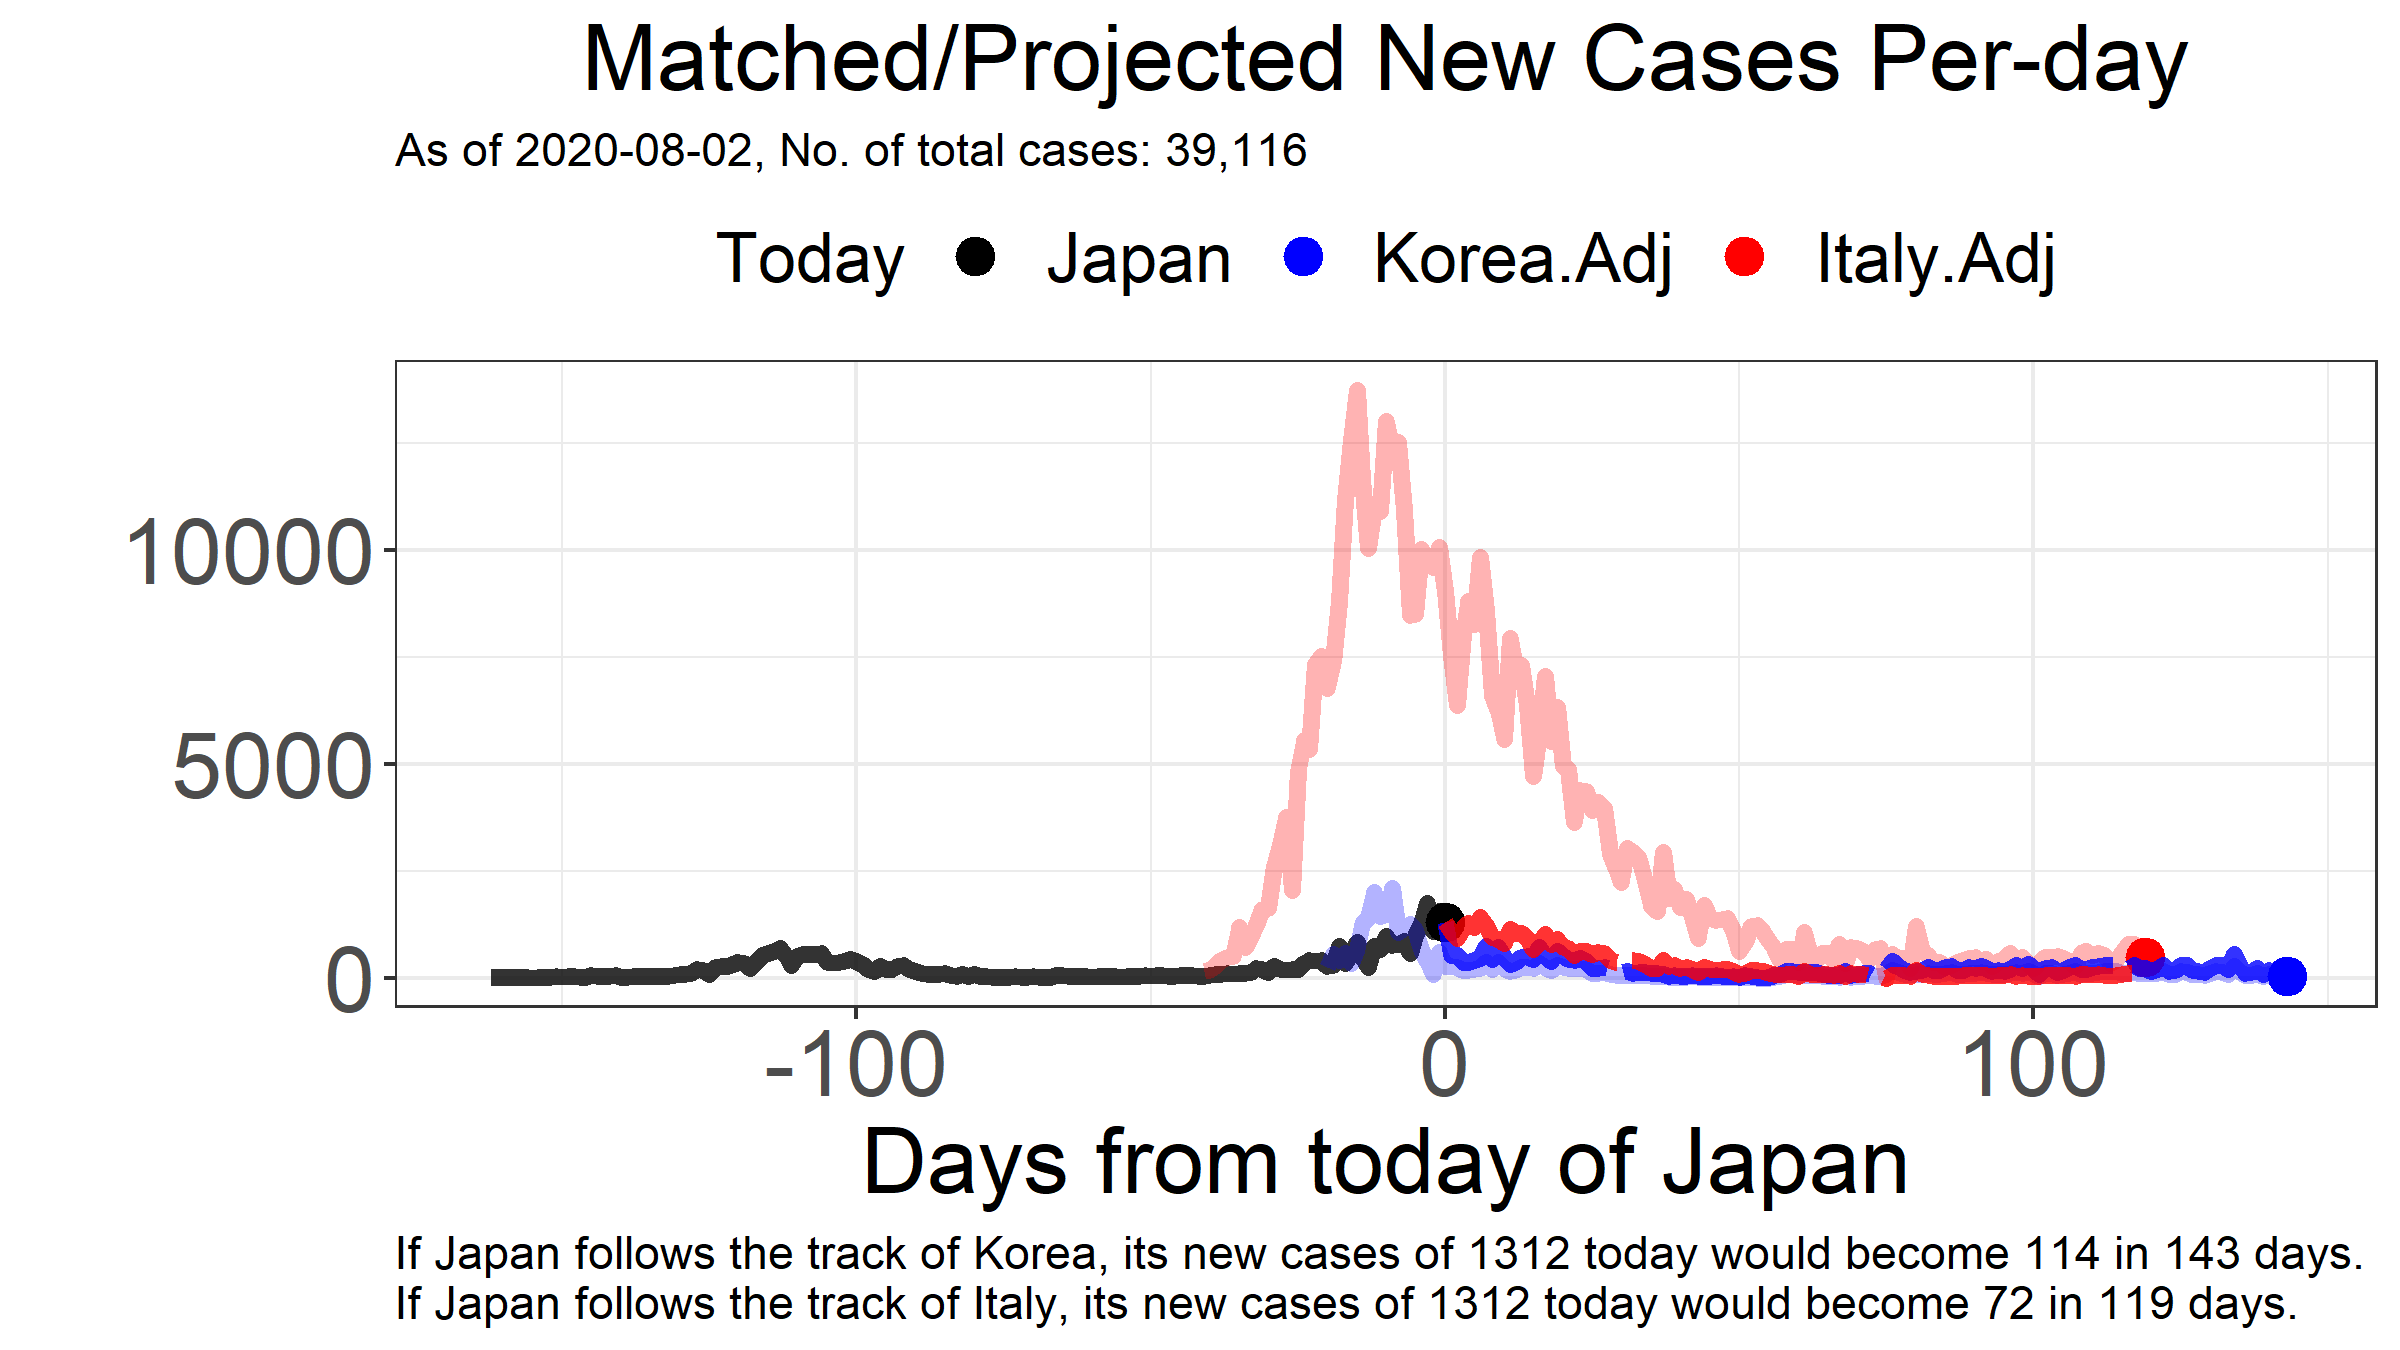 Matched/Projected New Cases Per-day
As of 2020-08-02, No. of total cases: 39,116
Today Japan Korea.Adj Italy.Adj
10000
5000
0
-100 0 100
Days from today of Japan
If Japan follows the track of Korea, its new cases of 1312 today would become 114 in 143 days.
If Japan follows the track of Italy, its new cases of 1312 today would become 72 in 119 days.